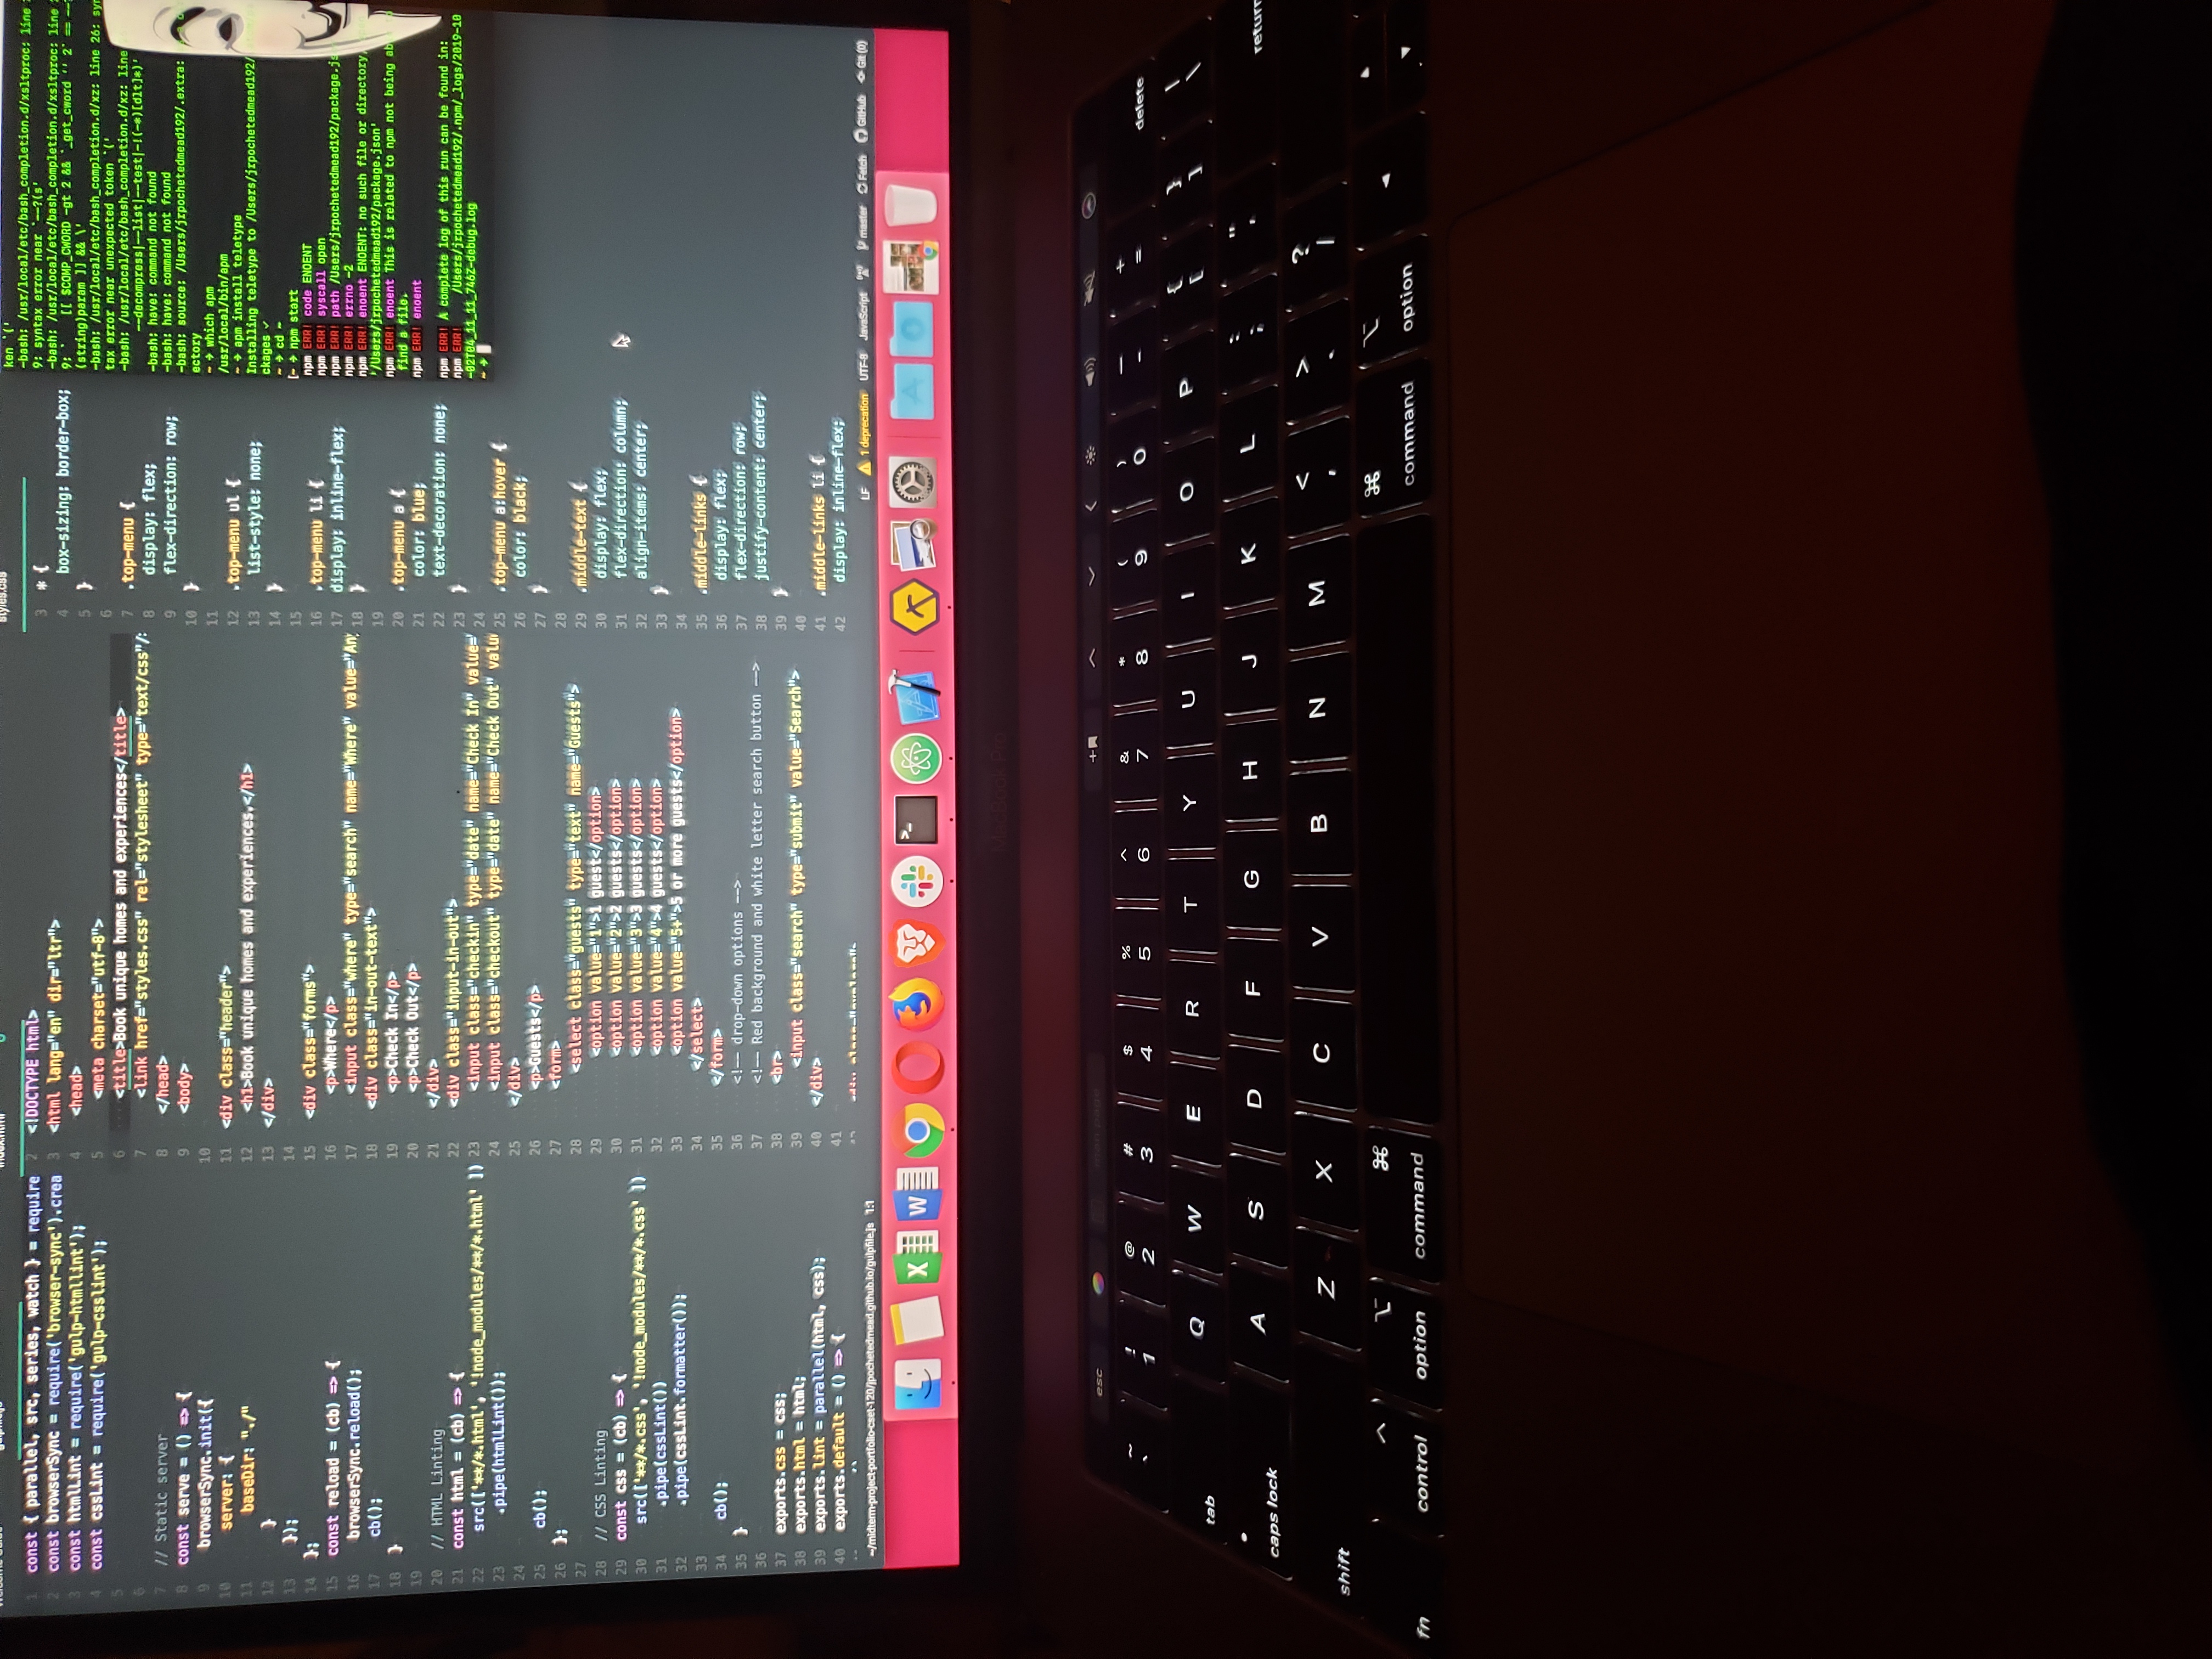 gulpfile.js
1 const { parallel, src, series, watch } = require
2 const browserSync = require('browser-sync').crea
3 const htmlLint = require('gulp-htmllint');
4 const cssLint = require('gulp-csslint');
5
6
7 // Static server
8 const serve = () => {
9 browserSync.init({
10 server: {
11 baseDir: "./"
12 }
13 });
14 };
15 const reload = (cb) => {
16 browserSync.reload();
17 cb();
18 }
19
20 // HTML Linting
21 const html = (cb) => {
22 src(['**/*.html', '!node_modules/**/*.html' ])
23 .pipe(htmlLint());
24
25 cb();
26 };
27
28 // CSS Linting
29 const css = (cb) => {
30 src(['**/*.css', '!node_modules/**/*.css' ])
31 .pipe(cssLint())
32 .pipe(cssLint.formatter());
33
34 cb();
35 }
36
37 exports.css = css;
38 exports.html = html;
39 exports.lint = parallel(html, css);
40 exports.default = () => {
index.html
2 <!DOCTYPE html>
3 <html lang="en" dir="ltr">
4 <head>
5 <meta charset="utf-8">
6 <title>Book unique homes and experiences</title>
7 <link href="styles.css" rel="stylesheet" type="text/css"/>
8 </head>
9 <body>
10
11 <div class="header">
12 <h1>Book unique homes and experiences.</h1>
13 </div>
14
15 <div class="forms">
16 <p>Where</p>
17 <input class="where" type="search" name="Where" value="Any
18 <div class="in-out-text">
19 <p>Check In</p>
20 <p>Check Out</p>
21 </div>
22 <div class="input-in-out">
23 <input class="checkin" type="date" name="Check In" value="
24 <input class="checkout" type="date" name="Check Out" valu
25 </div>
26 <p>Guests</p>
27 <form>
28 <select class="guests" type="text" name="Guests">
29 <option value="1">1 guest</option>
30 <option value="2">2 guests</option>
31 <option value="3">3 guests</option>
32 <option value="4">4 guests</option>
33 <option value="5+">5 or more guests</option>
34 </select>
35 </form>
36 <!-- drop-down options -->
37 <!-- Red background and white letter search button -->
38 <br>
39 <input class="search" type="submit" value="Search">
40 </div>
41
styles.css
3 * {
4 box-sizing: border-box;
5 }
6
7 .top-menu {
8 display: flex;
9 flex-direction: row;
10 }
11
12 .top-menu ul {
13 list-style: none;
14 }
15
16 .top-menu li {
17 display: inline-flex;
18 }
19
20 .top-menu a {
21 color: blue;
22 text-decoration: none;
23 }
24
25 .top-menu a:hover {
26 color: black;
27 }
28
29 .middle-text {
30 display: flex;
31 flex-direction: column;
32 align-items: center;
33 }
34
35 .middle-links {
36 display: flex;
37 flex-direction: row;
38 justify-content: center;
39 }
40
41 .middle-links li {
42 display: inline-flex;
ken `('
-bash: /usr/local/etc/bash_completion.d/xsltproc: line
9: syntax error near `--?(s'
-bash: /usr/local/etc/bash_completion.d/xsltproc: line
9: ` [[ $COMP_CWORD -gt 2 && `_get_cword '' 2` == --?
(string)param ]] && \'
-bash: /usr/local/etc/bash_completion.d/xz: line 26: syn
tax error near unexpected token `('
-bash: /usr/local/etc/bash_completion.d/xz: line
--decompress|--list|--test|-!(-*)[dlt]*)'
-bash: have: command not found
-bash: have: command not found
-bash: source: /Users/jrpochetedmead192/.extra:
ectory
~ → which apm
/usr/local/bin/apm
~ → apm install teletype
Installing teletype to /Users/jrpochetedmead192/
ckages ✓
~ → cd ~
[~ → npm start
npm ERR! code ENOENT
npm ERR! syscall open
npm ERR! path /Users/jrpochetedmead192/package.js
npm ERR! errno -2
npm ERR! enoent ENOENT: no such file or directory,
'/Users/jrpochetedmead192/package.json'
npm ERR! enoent This is related to npm not being ab
find a file.
npm ERR! enoent
npm ERR! A complete log of this run can be found in:
npm ERR! /Users/jrpochetedmead192/.npm/_logs/2019-10
-02T04_11_11_746Z-debug.log
~ →
~/midterm-project-portfolio-cset-120/jpochetedmead.github.io/gulpfile.js 1:1
LF 1 deprecation UTF-8 JavaScript master Fetch GitHub Git (0)
MacBook Pro
esc
~ ! @ # $ % ^ & * ( ) — +
` 1 2 3 4 5 6 7 8 9 0 - = delete
tab Q W E R T Y U I O P { [ } ] | \
caps lock A S D F G H J K L : ; " ' return
shift Z X C V B N M < , > . ? /
fn control option command command option